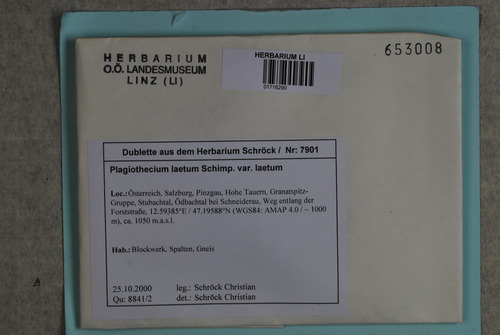 HERBARIUM
O.Ö. LANDESMUSEUM
LINZ (LI)
HERBARIUM LI
01716290
653008
Dublette aus dem Herbarium Schröck / Nr: 7901
Plagiothecium laetum Schimp. var. laetum
Loc.: Österreich, Salzburg, Pinzgau, Hohe Tauern, Granatspitz-
Gruppe, Stubachtal, Ödbachtal bei Schneiderau. Weg entlang der
Forststraße, 12.59385°E / 47.19588°N (WGS84: AMAP 4.0 / ~ 1000
m), ca. 1050 m.a.s.l.
Hab.: Blockwerk, Spalten, Gneis
25.10.2000 leg.: Schröck Christian
Qu: 8841/2 det.: Schröck Christian